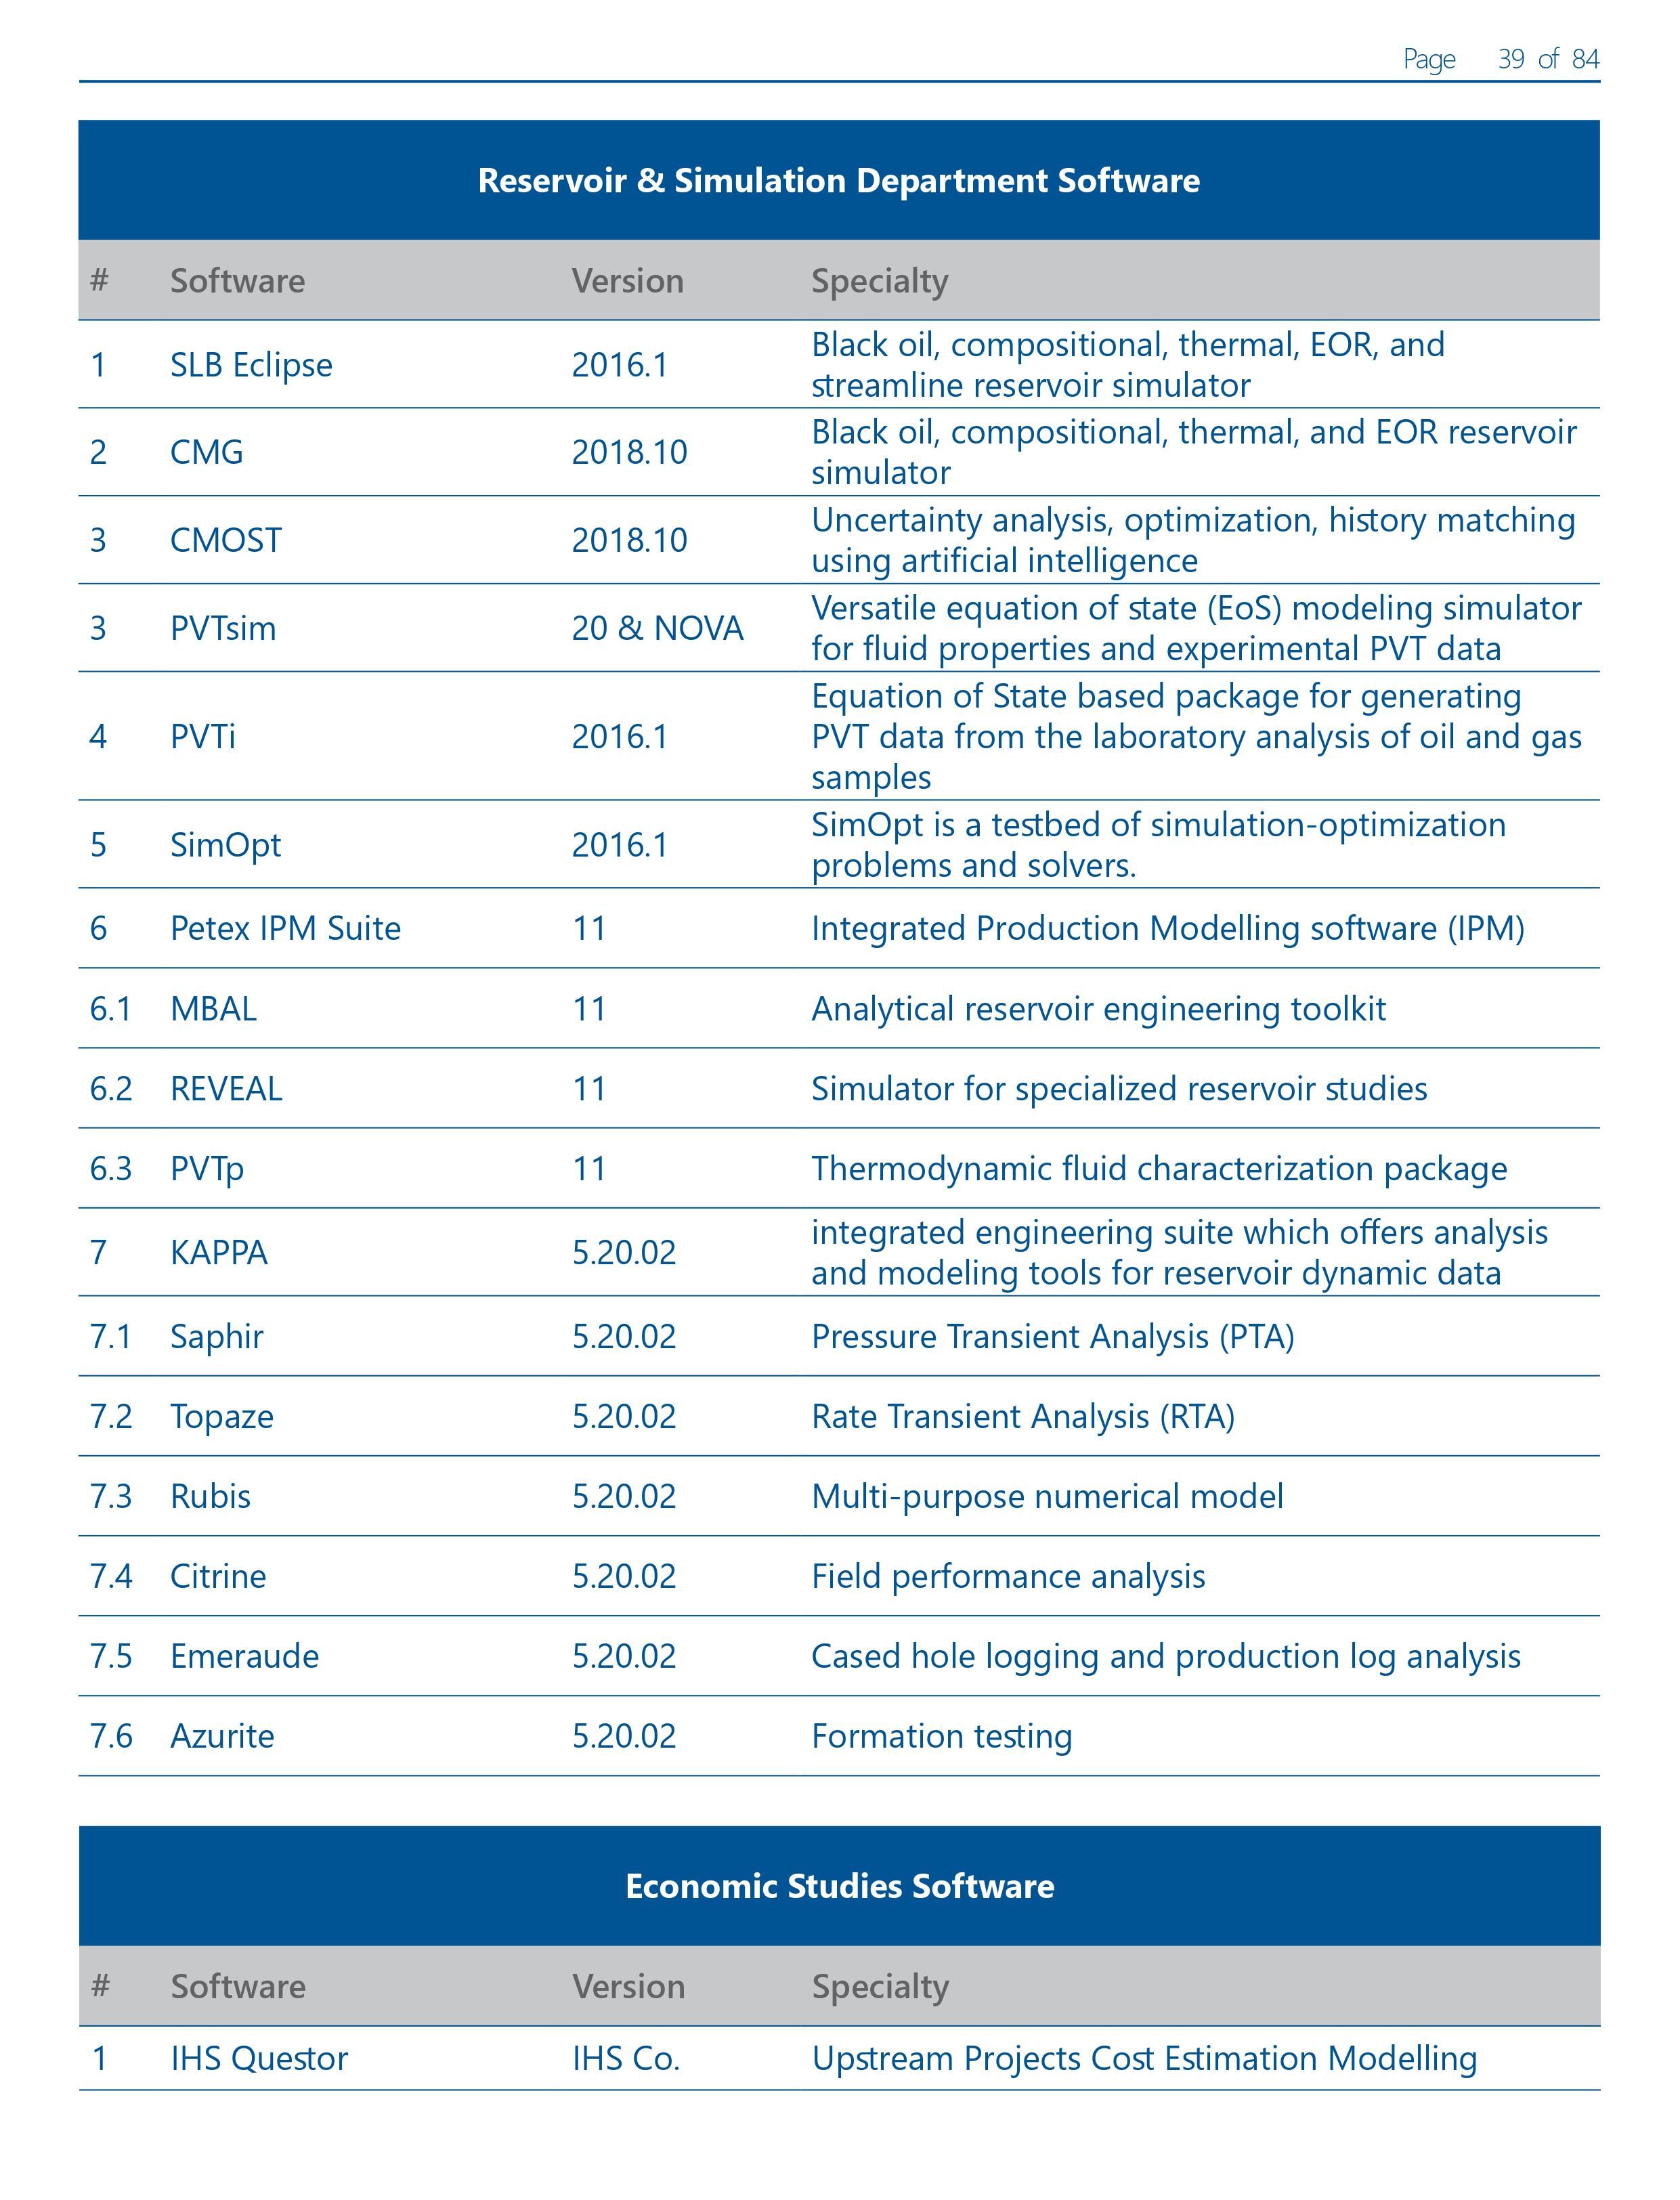 Page 39 of 84
Reservoir & Simulation Department Software
# Software Version Specialty
1 SLB Eclipse 2016.1 Black oil, compositional, thermal, EOR, and
streamline reservoir simulator
2 CMG 2018.10 Black oil, compositional, thermal, and EOR reservoir
simulator
3 CMOST 2018.10 Uncertainty analysis, optimization, history matching
using artificial intelligence
3 PVTsim 20 & NOVA Versatile equation of state (EoS) modeling simulator
for fluid properties and experimental PVT data
4 PVTi 2016.1 Equation of State based package for generating
PVT data from the laboratory analysis of oil and gas
samples
5 SimOpt 2016.1 SimOpt is a testbed of simulation-optimization
problems and solvers.
6 Petex IPM Suite 11 Integrated Production Modelling software (IPM)
6.1 MBAL 11 Analytical reservoir engineering toolkit
6.2 REVEAL 11 Simulator for specialized reservoir studies
6.3 PVTp 11 Thermodynamic fluid characterization package
7 KAPPA 5.20.02 integrated engineering suite which offers analysis
and modeling tools for reservoir dynamic data
7.1 Saphir 5.20.02 Pressure Transient Analysis (PTA)
7.2 Topaze 5.20.02 Rate Transient Analysis (RTA)
7.3 Rubis 5.20.02 Multi-purpose numerical model
7.4 Citrine 5.20.02 Field performance analysis
7.5 Emeraude 5.20.02 Cased hole logging and production log analysis
7.6 Azurite 5.20.02 Formation testing
Economic Studies Software
# Software Version Specialty
1 IHS Questor IHS Co. Upstream Projects Cost Estimation Modelling